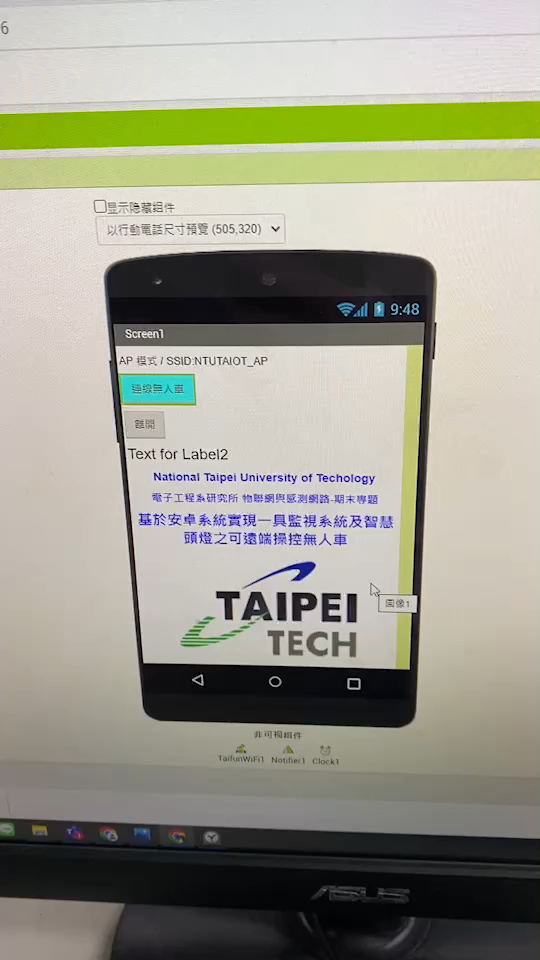 6
显示隐藏組件
以行動電話尺寸預覽 (505,320)
9:48
Screen1
AP 模式 / SSID:NTUTAIOT_AP
連線無人車
離開
Text for Label2
National Taipei University of Techology
電子工程系研究所 物聯網與感測網路-期末專題
基於安卓系統實現一具監視系統及智慧
頭燈之可遠端操控無人車
TAIPEI
TECH
圖像1
非可視組件
TaifunWiFi1 Notifier1 Clock1
ASUS